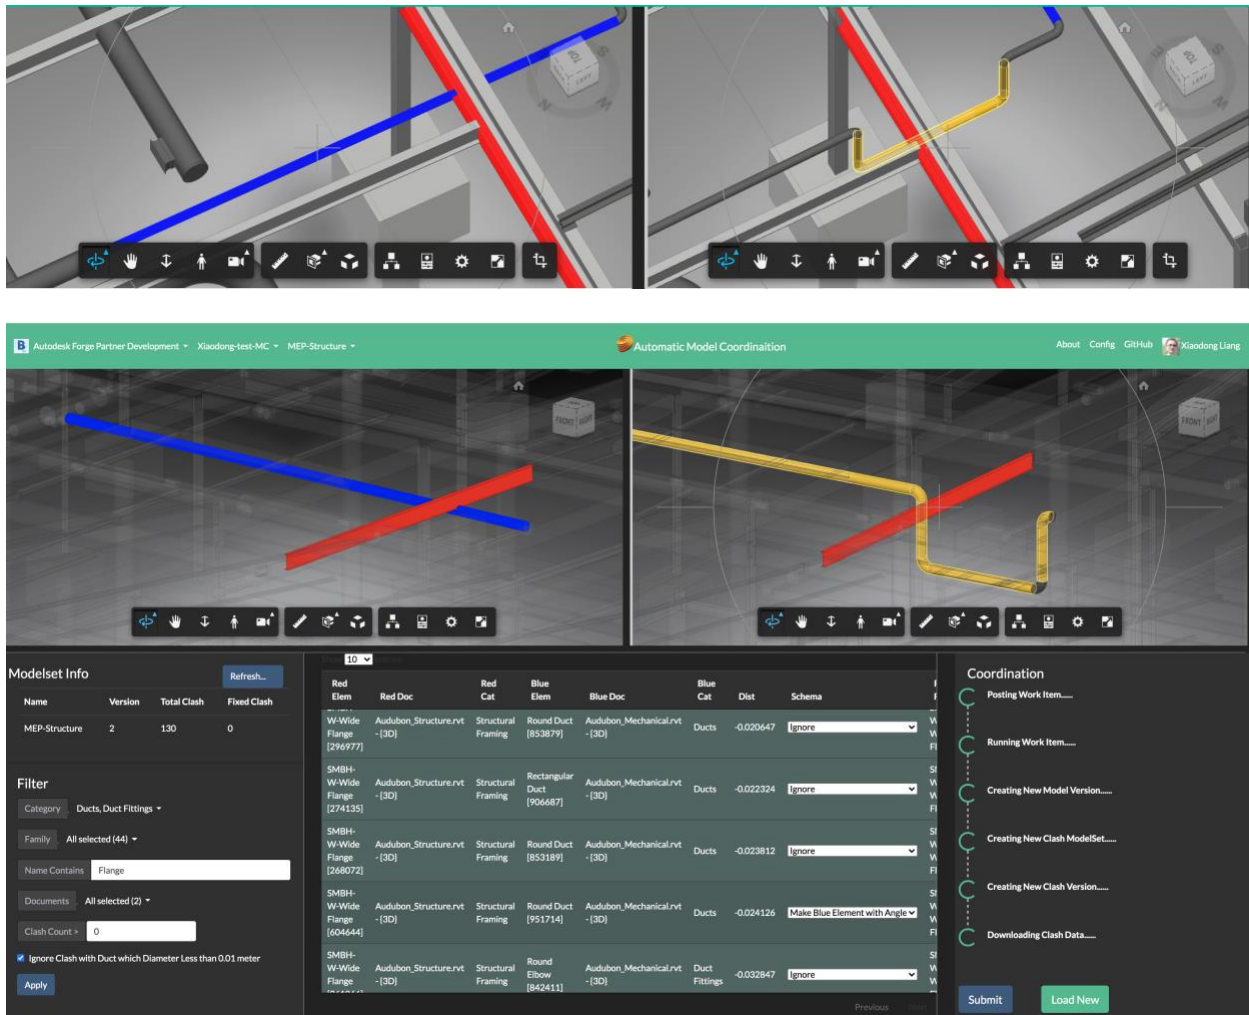 Autodesk Forge Partner Development
Xiaodong-test-MC
MEP-Structure
Automatic Model Coordinaition
About Config GitHub Xiaodong Liang
FRONT
FRONT
Modelset Info
Refresh...
Name Version Total Clash Fixed Clash
MEP-Structure 2 130 0
Filter
Category Ducts, Duct Fittings
Family All selected (44)
Name Contains Flange
Documents All selected (2)
Clash Count > 0
Ignore Clash with Duct which Diameter Less than 0.01 meter
Apply
10
Red Elem Red Doc Red Cat Blue Elem Blue Doc Blue Cat Dist Schema
W-Wide Flange [296977] Audubon_Structure.rvt - {3D} Structural Framing Round Duct [853879] Audubon_Mechanical.rvt - {3D} Ducts -0.020647 Ignore
SMBH-W-Wide Flange [274135] Audubon_Structure.rvt - {3D} Structural Framing Rectangular Duct [906687] Audubon_Mechanical.rvt - {3D} Ducts -0.022324 Ignore
SMBH-W-Wide Flange [268072] Audubon_Structure.rvt - {3D} Structural Framing Round Duct [853189] Audubon_Mechanical.rvt - {3D} Ducts -0.023812 Ignore
SMBH-W-Wide Flange [604644] Audubon_Structure.rvt - {3D} Structural Framing Round Duct [951714] Audubon_Mechanical.rvt - {3D} Ducts -0.024126 Make Blue Element with Angle
SMBH-W-Wide Flange Audubon_Structure.rvt - {3D} Structural Framing Round Elbow [842411] Audubon_Mechanical.rvt - {3D} Duct Fittings -0.032847 Ignore
Previous
Coordination
Posting Work Item......
Running Work Item......
Creating New Model Version......
Creating New Clash ModelSet......
Creating New Clash Version......
Downloading Clash Data......
Submit
Load New